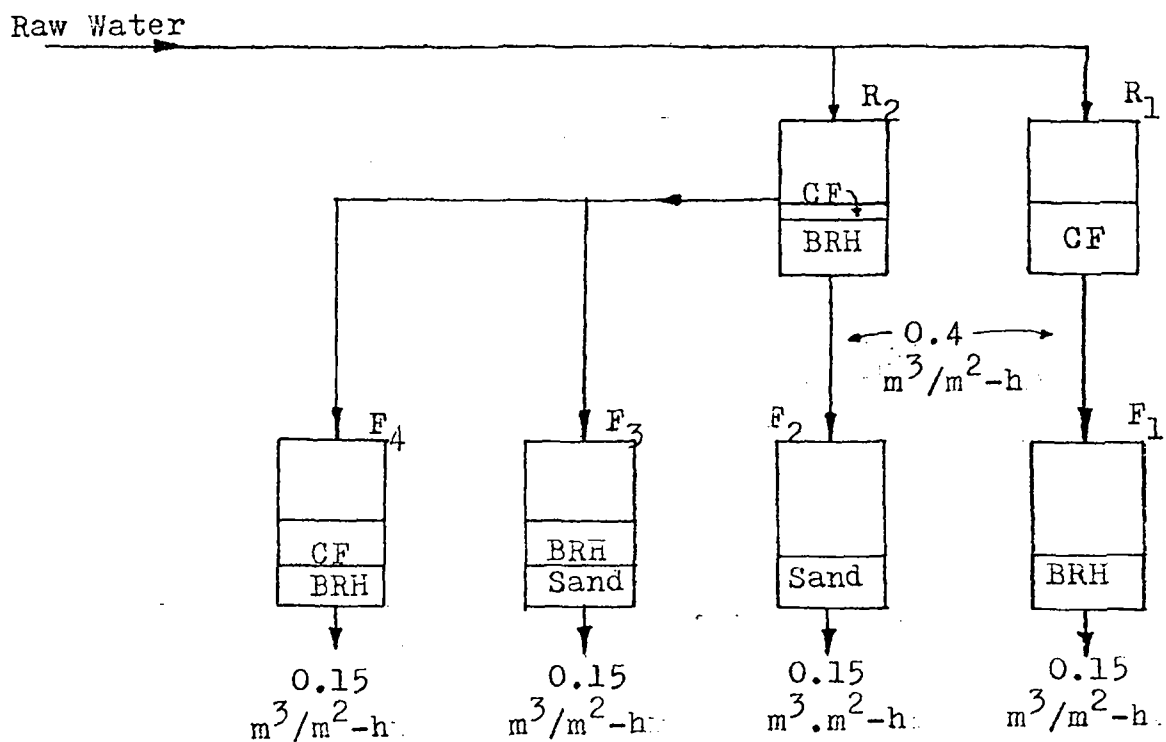 Raw Water
R2
R1
CF
BRH
CF
0.4
m³/m²-h
F4
F3
F2
F1
CF
BRH
BRH
Sand
Sand
BRH
0.15
m³/m²-h
0.15
m³/m²-h
0.15
m³.m²-h
0.15
m³/m²-h